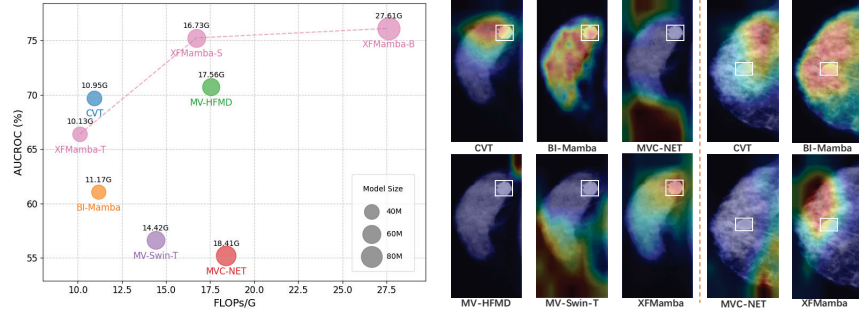 27.61G
16.73G
75
XFMamba-S
XFMamba-B
17.56G
10.95G
MV-HFMD
70
CVT
10.13G
XFMamba-T
65
AUCROC (%)
11.17G
60
BI-Mamba
14.42G
18.41G
MV-Swin-T
55
MVC-NET
Model Size
40M
60M
80M
10.0 12.5 15.0 17.5 20.0 22.5 25.0 27.5
FLOPs/G
CVT BI-Mamba MVC-NET CVT BI-Mamba
MV-HFMD MV-Swin-T XFMamba MVC-NET XFMamba